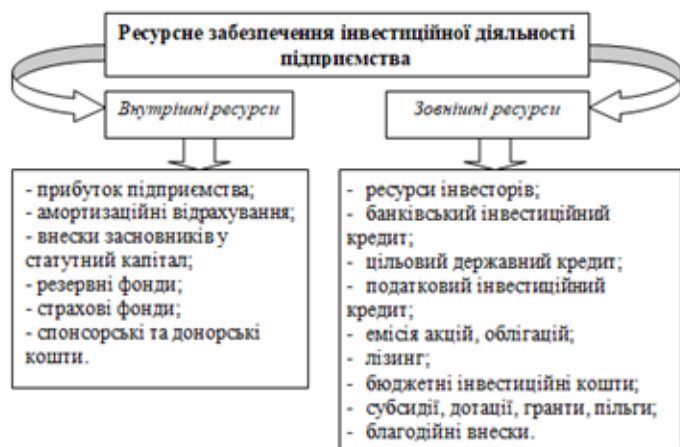 Ресурсне забезпечення інвестиційної діяльності
підприємства
Внутрішні ресурси
Зовнішні ресурси
- прибуток підприємства;
- амортизаційні відрахування;
- внески засновників у
статутний капітал;
- резервні фонди;
- страхові фонди;
- спонсорські та донорські
кошти.
- ресурси інвесторів;
- банківський інвестиційний
кредит;
- цільовий державний кредит;
- податковий інвестиційний
кредит;
- емісія акцій, облігацій;
- лізинг;
- бюджетні інвестиційні кошти;
- субсидії, дотації, гранти, пільги;
- благодійні внески.